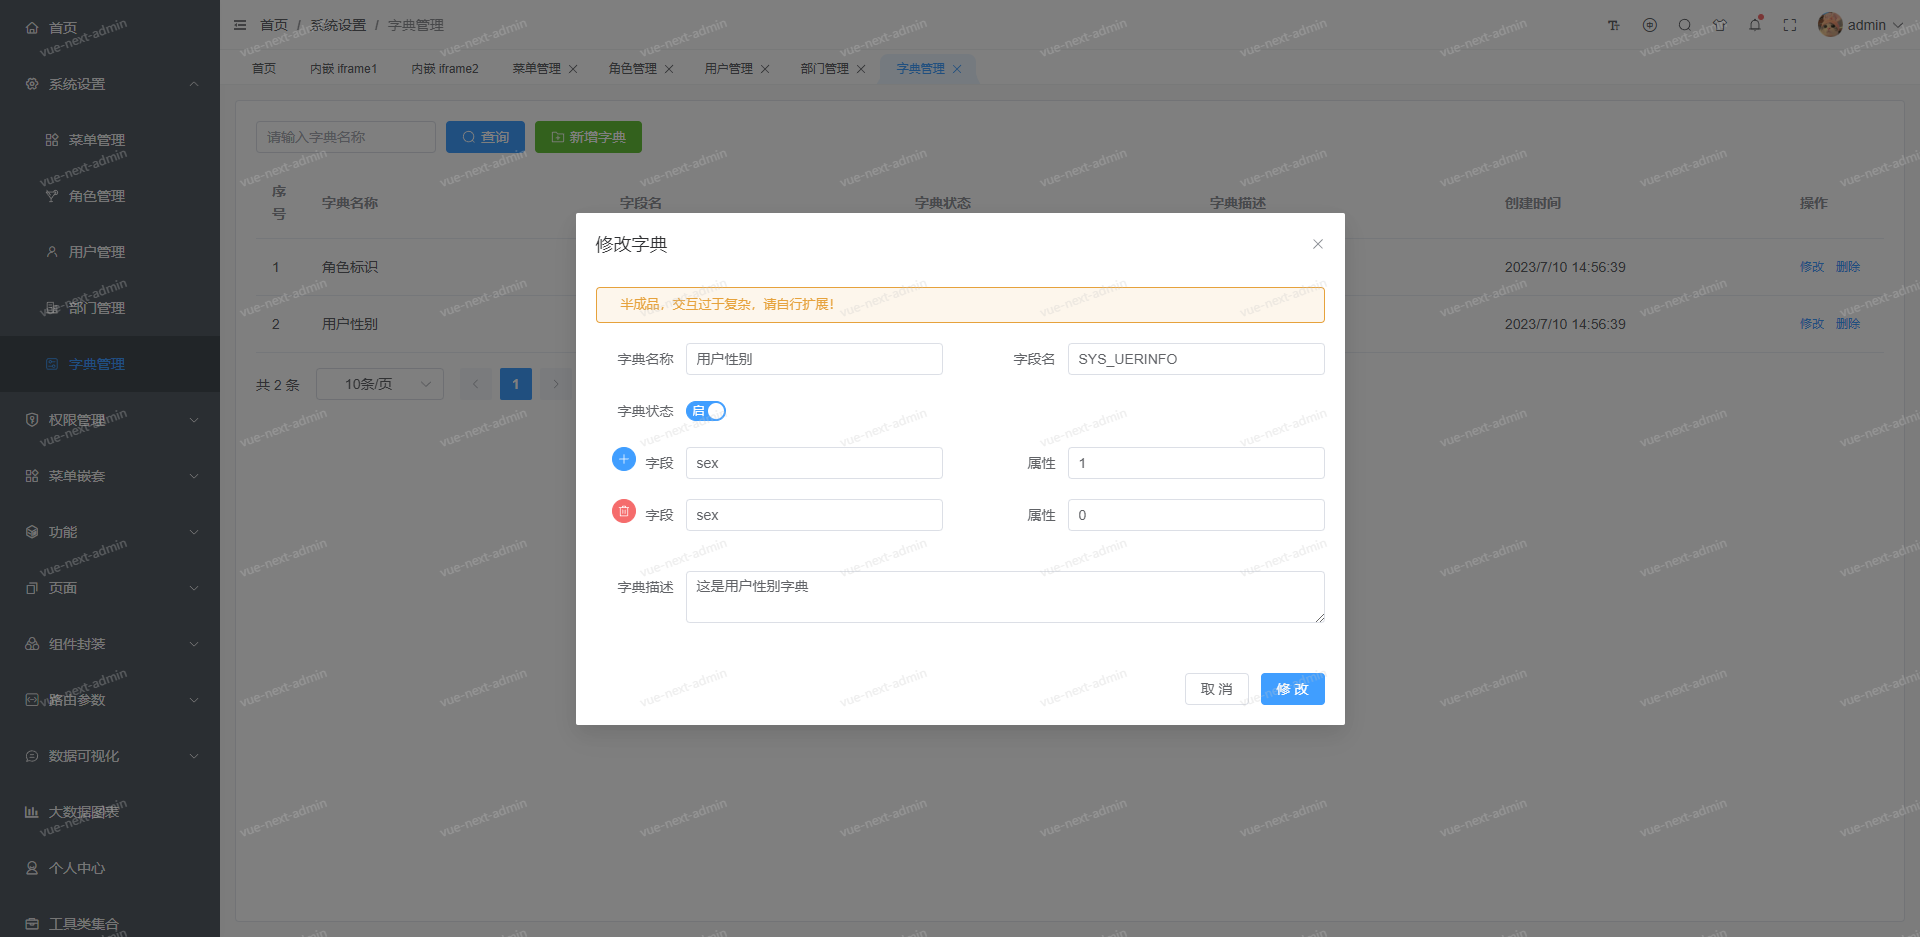 首页
系统设置
菜单管理
角色管理
用户管理
部门管理
字典管理
权限管理
菜单嵌套
功能
页面
组件封装
路由参数
数据可视化
大数据图表
个人中心
工具类集合
首页 / 系统设置 / 字典管理
admin
首页 内嵌 iframe1 内嵌 iframe2 菜单管理 角色管理 用户管理 部门管理 字典管理
请输入字典名称 查询 新增字典
序号 字典名称 字段名 字典状态 字典描述 创建时间 操作
1 角色标识 2023/7/10 14:56:39 修改 删除
2 用户性别 2023/7/10 14:56:39 修改 删除
共 2 条 10条/页 1
修改字典
半成品，交互过于复杂，请自行扩展！
字典名称 用户性别 字段名 SYS_UERINFO
字典状态 启
字段 sex 属性 1
字段 sex 属性 0
字典描述 这是用户性别字典
取 消 修 改
vue-next-admin